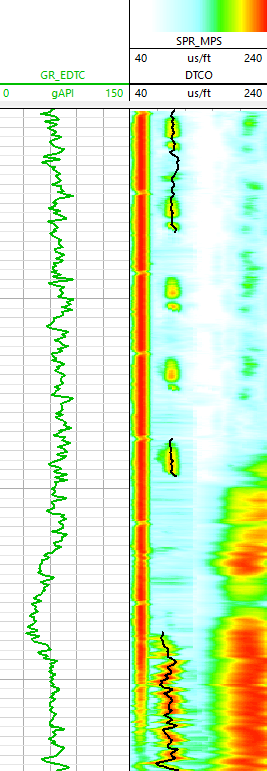 SPR_MPS
40 us/ft 240
GR_EDTC DTCO
0 gAPI 150 40 us/ft 240